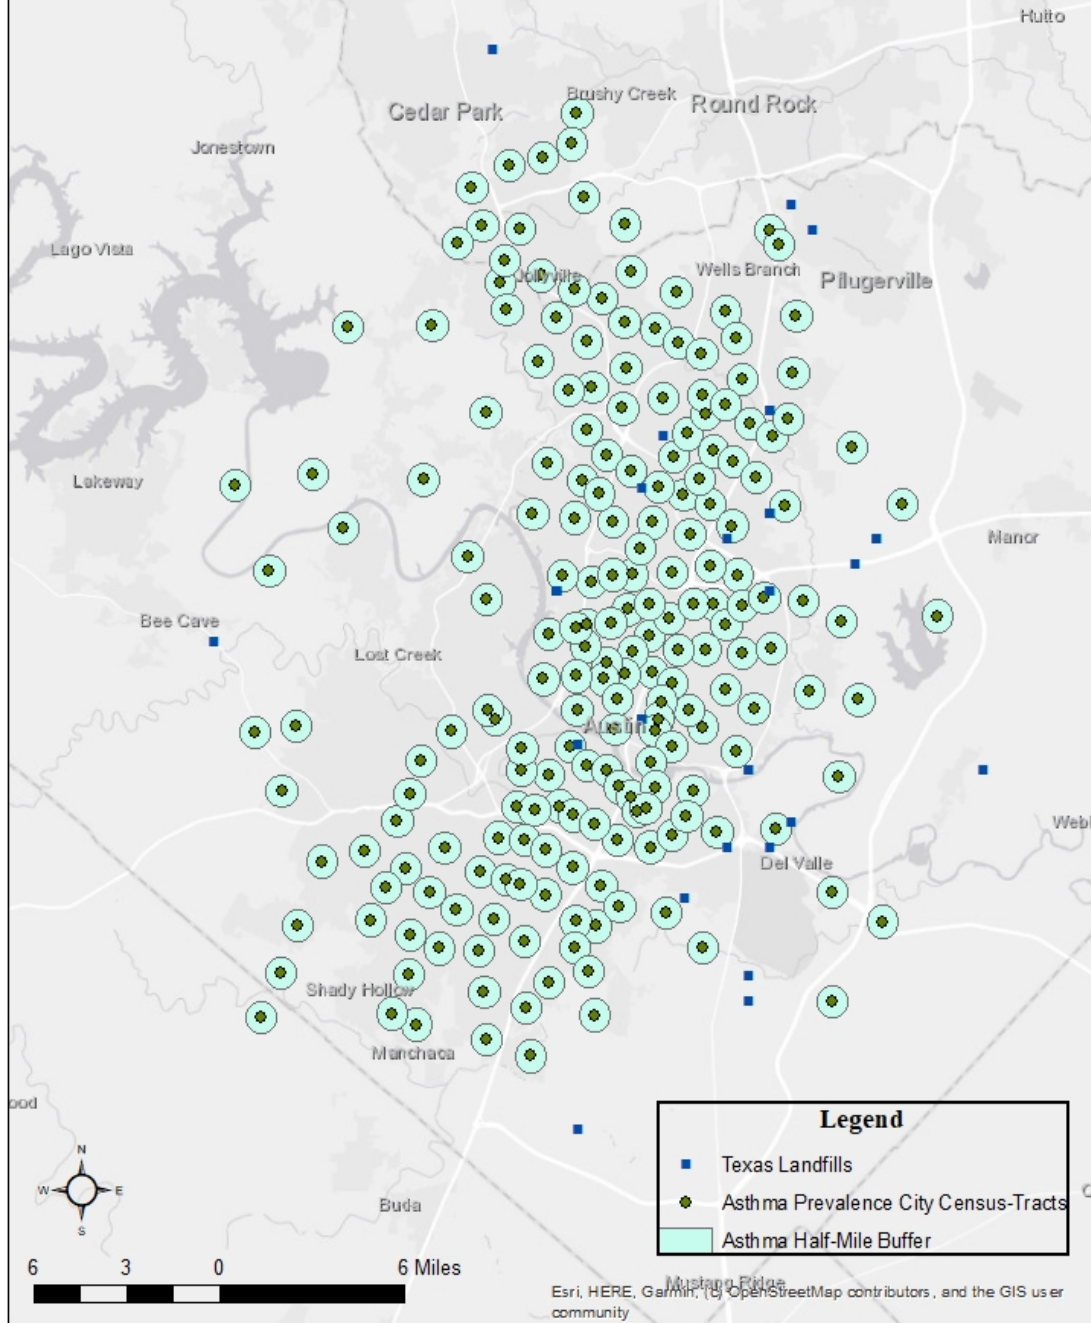 Hutto
Brushy Creek
Cedar Park
Round Rock
Jonestown
Lago Vista
Jollyville
Wells Branch
Pflugerville
Lakeway
Manor
Bee Cave
Lost Creek
Austin
Del Valle
Shady Hollow
Manchaca
ood
Legend
Texas Landfills
Asthma Prevalence City Census-Tracts
Asthma Half-Mile Buffer
N
W E
S
Buda
6 3 0 6 Miles
Mustang Ridge
Esri, HERE, Garmin, (c) OpenStreetMap contributors, and the GIS user
community